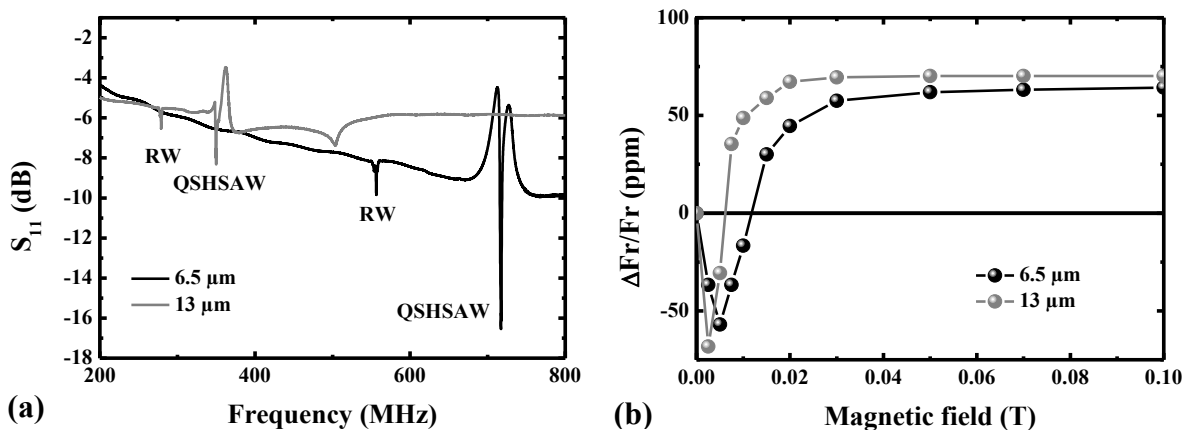 -2
-4
-6
-8
-10
-12
-14
-16
-18
S11 (dB)
RW
QSHSAW
RW
QSHSAW
6.5 µm
13 µm
200 400 600 800
Frequency (MHz)
(a)
100
50
0
-50
ΔFr/Fr (ppm)
6.5 µm
13 µm
0.00 0.02 0.04 0.06 0.08 0.10
Magnetic field (T)
(b)